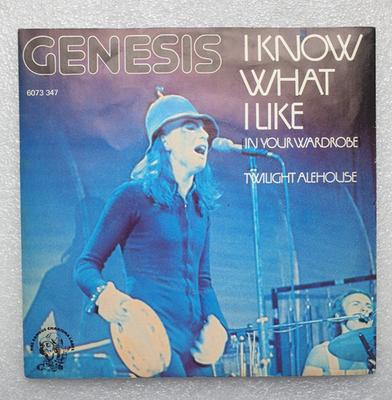 GENESIS
6073 347
I KNOW
WHAT
I LIKE
IN YOUR WARDROBE
TWILIGHT ALEHOUSE